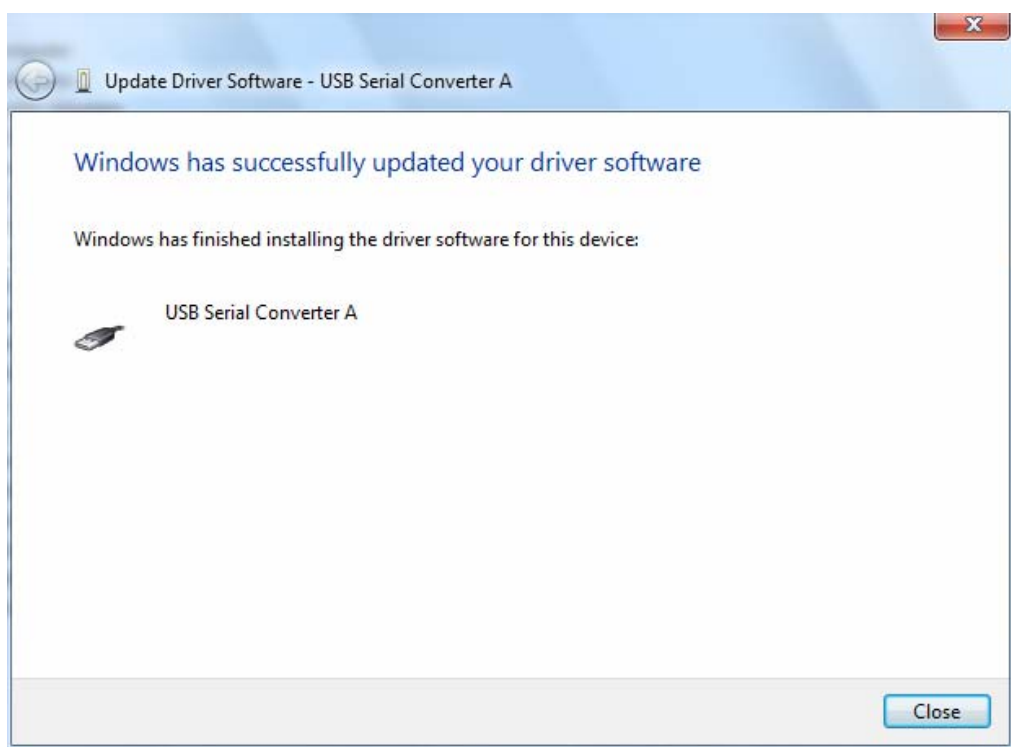 Update Driver Software - USB Serial Converter A
Windows has successfully updated your driver software
Windows has finished installing the driver software for this device:
USB Serial Converter A
Close